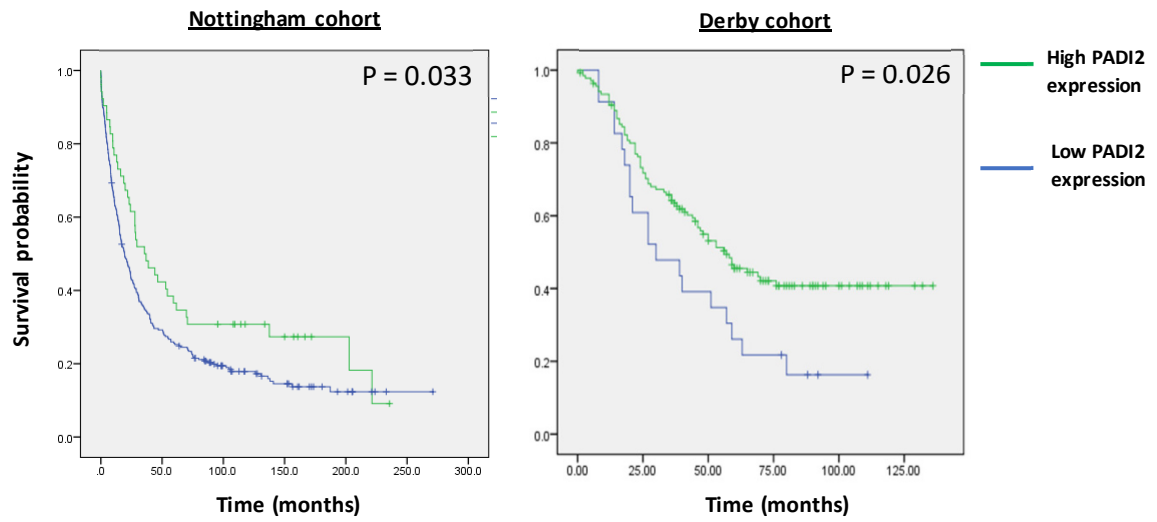 Nottingham cohort
Derby cohort
P = 0.033
P = 0.026
High PADI2
expression
Low PADI2
expression
Survival probability
1.0
0.8
0.6
0.4
0.2
0.0
.0 50.0 100.0 150.0 200.0 250.0 300.0
Time (months)
1.0
0.8
0.6
0.4
0.2
0.0
0.00 25.00 50.00 75.00 100.00 125.00
Time (months)